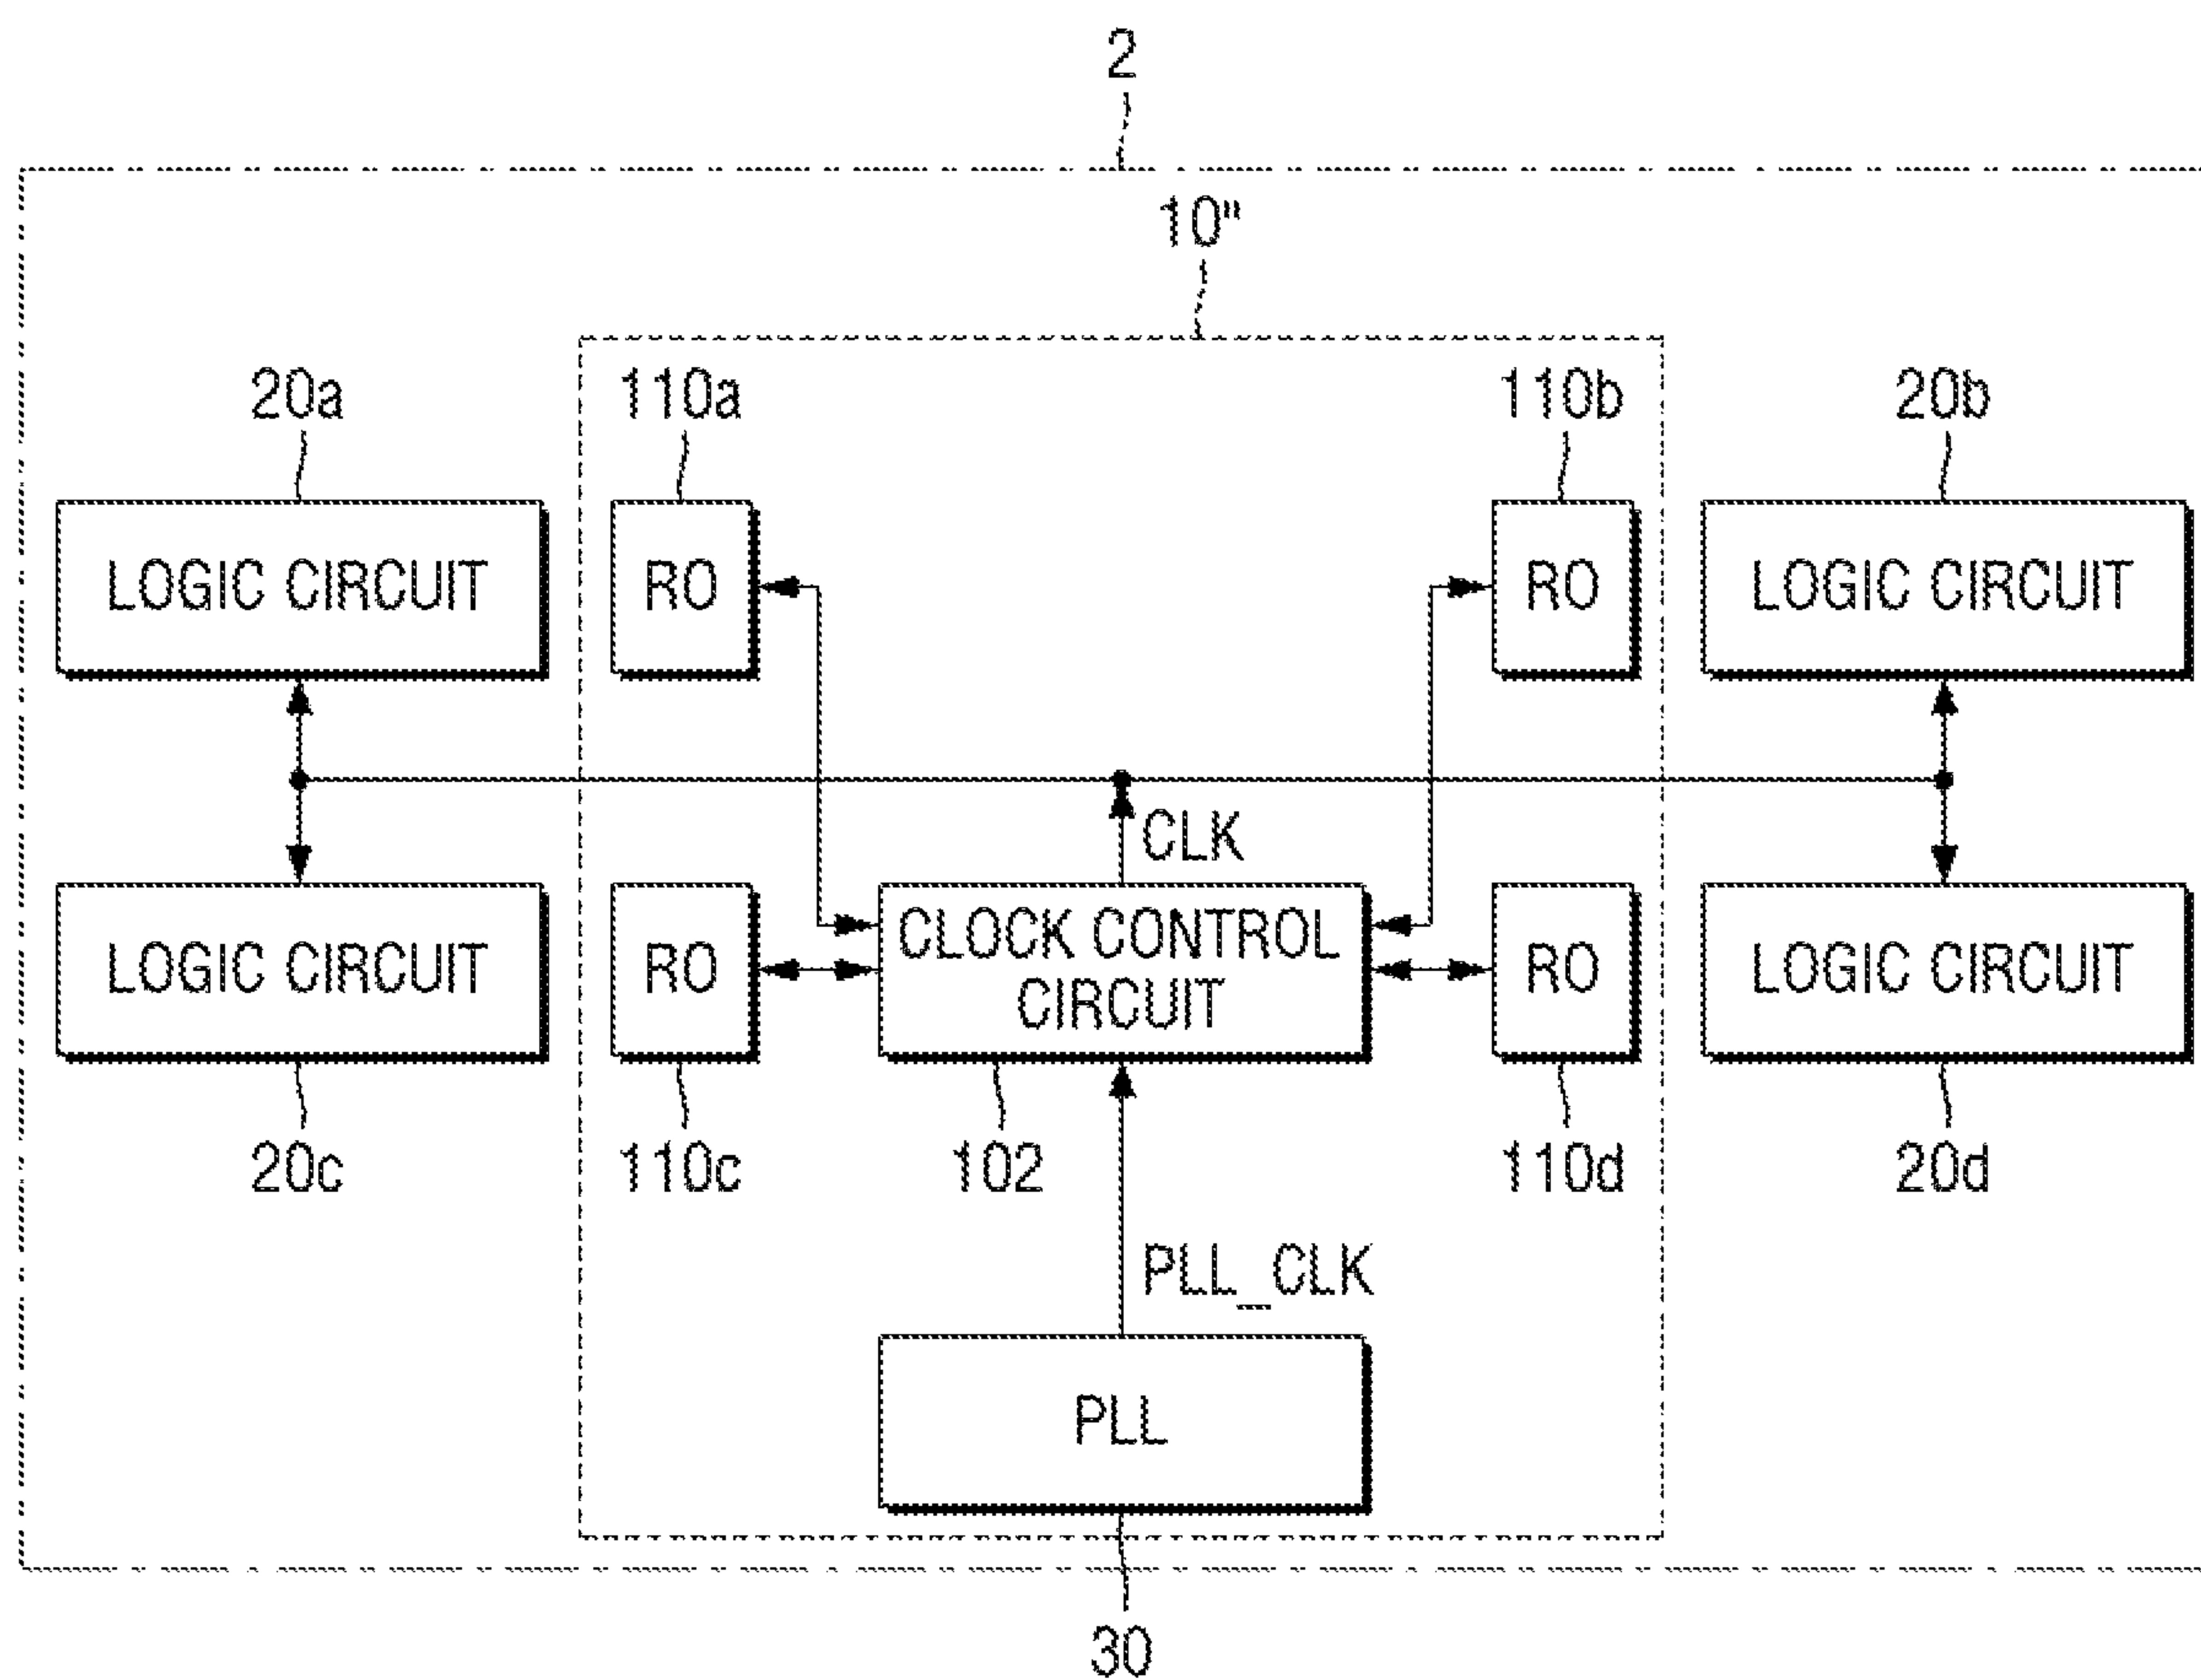 2
10"
20a
110a
110b
20b
LOGIC CIRCUIT
RO
RO
LOGIC CIRCUIT
CLK
LOGIC CIRCUIT
RO
CLOCK CONTROL
CIRCUIT
RO
LOGIC CIRCUIT
20c
110c
102
110d
20d
PLL_CLK
PLL
30